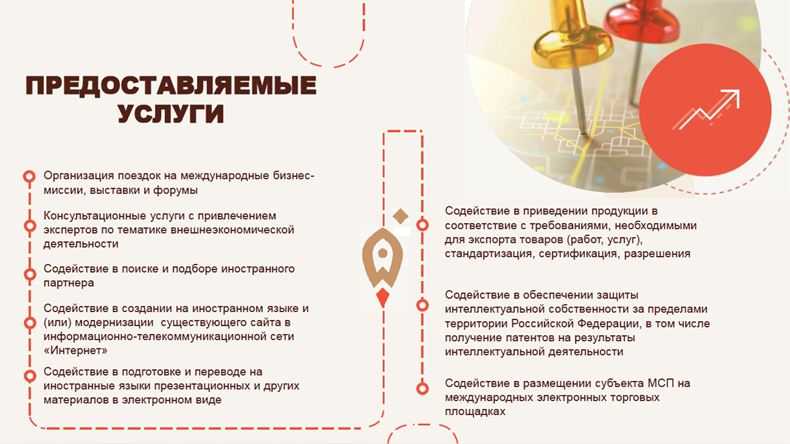 ПРЕДОСТАВЛЯЕМЫЕ
УСЛУГИ
Организация поездок на международные бизнес-
миссии, выставки и форумы
Консультационные услуги с привлечением
экспертов по тематике внешнеэкономической
деятельности
Содействие в поиске и подборе иностранного
партнера
Содействие в создании на иностранном языке и
(или) модернизации существующего сайта в
информационно-телекоммуникационной сети
«Интернет»
Содействие в подготовке и переводе на
иностранные языки презентационных и других
материалов в электронном виде
Содействие в приведении продукции в
соответствие с требованиями, необходимыми
для экспорта товаров (работ, услуг),
стандартизация, сертификация, разрешения
Содействие в обеспечении защиты
интеллектуальной собственности за пределами
территории Российской Федерации, в том числе
получение патентов на результаты
интеллектуальной деятельности
Содействие в размещении субъекта МСП на
международных электронных торговых
площадках